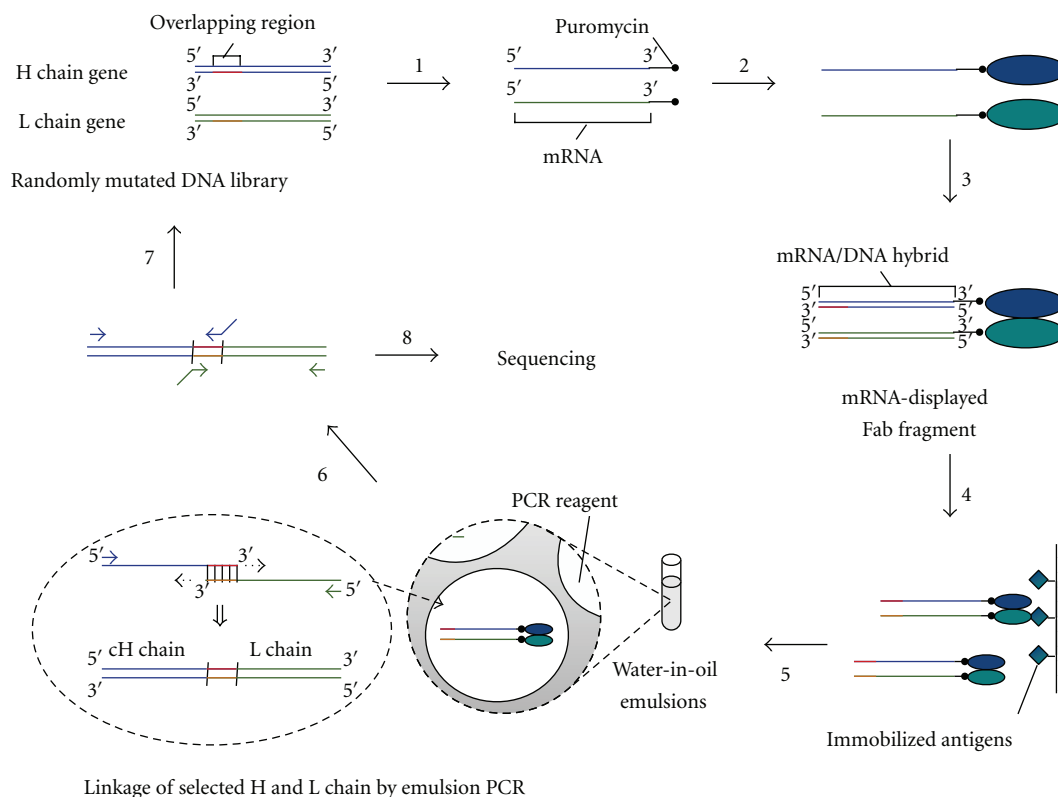 Overlapping region
5′ 3′
H chain gene
3′ 5′
5′ 3′
L chain gene
3′ 5′
Randomly mutated DNA library
1
Puromycin
5′ 3′
5′ 3′
mRNA
2
3
mRNA/DNA hybrid
5′ 3′
3′ 5′
5′ 3′
3′ 5′
mRNA-displayed
Fab fragment
4
7
8
Sequencing
6
PCR reagent
5′ 3′
3′ 5′
cH chain L chain
5′ 3′
3′ 5′
Water-in-oil
emulsions
5
Immobilized antigens
Linkage of selected H and L chain by emulsion PCR